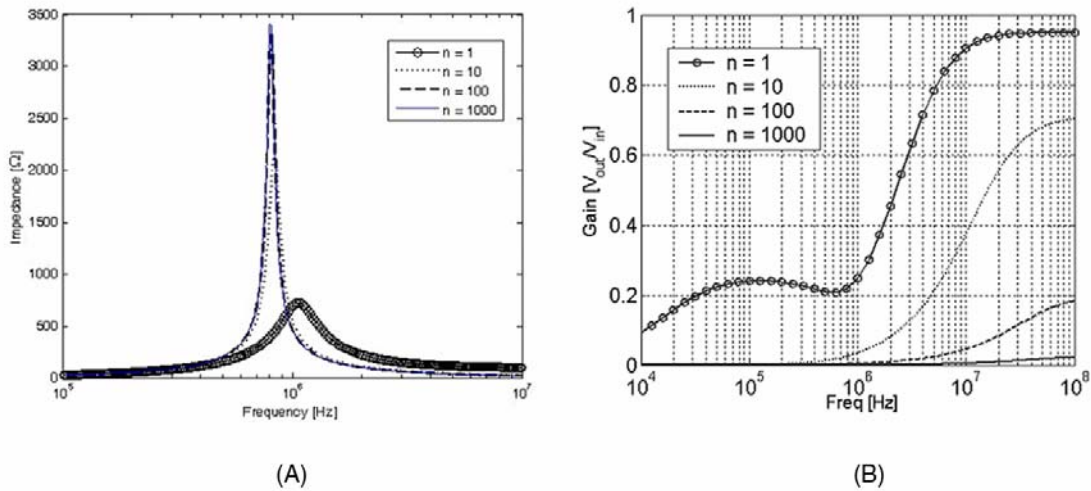 3500
3000
2500
2000
1500
1000
500
0
Impedance [Ω]
10^5
10^6
10^7
Frequency [Hz]
n = 1
n = 10
n = 100
n = 1000
(A)
1
0.8
0.6
0.4
0.2
0
Gain [V_out/V_in]
10^4
10^5
10^6
10^7
10^8
Freq [Hz]
n = 1
n = 10
n = 100
n = 1000
(B)